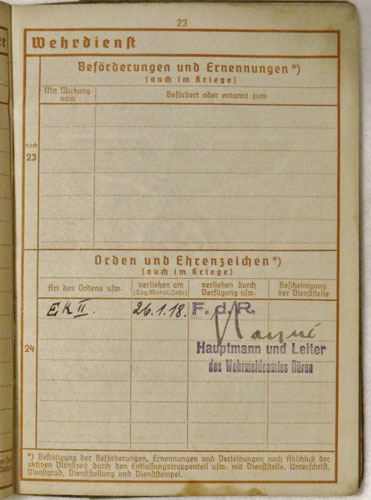 23
Wehrdienst
Beförderungen und Ernennungen*)
(auch im Kriege)
Mit Wirkung vom
Befördert oder ernannt zum
noch 23
Orden und Ehrenzeichen*)
(auch im Kriege)
Art des Ordens usw.
verliehen am (Tag, Monat, Jahr)
verliehen durch Verfügung usw.
Bescheinigung der Dienststelle
24
E K II. 26.1.18. F. d. R.
Hauptmann und Leiter
des Wehrmeldeamtes Düren
*) Bestätigung der Beförderungen, Ernennungen und Verleihungen nach Abschluß der
aktiven Dienstzeit durch den Entlassungstruppenteil usw. mit Dienststelle, Unterschrift,
Dienstgrad, Dienststellung und Dienststempel.